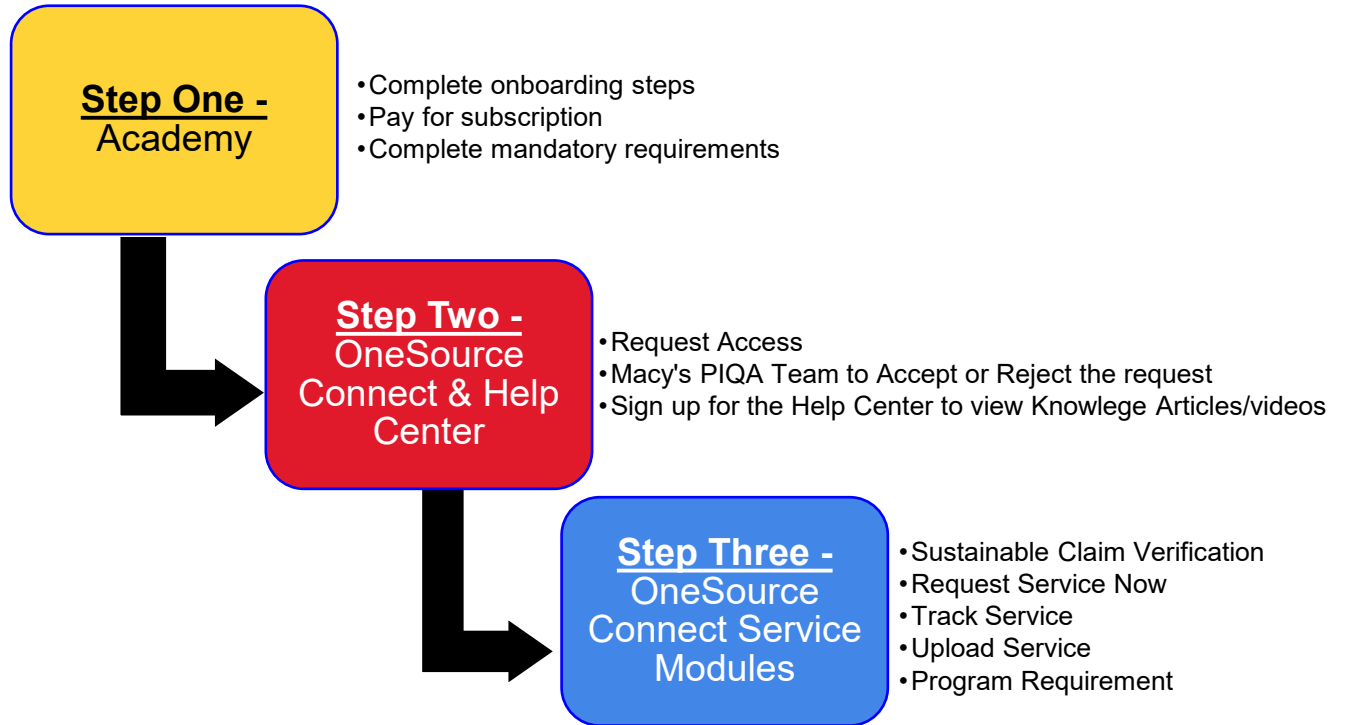 Step One -
Academy
•Complete onboarding steps
•Pay for subscription
•Complete mandatory requirements
Step Two -
OneSource
Connect & Help
Center
•Request Access
•Macy's PIQA Team to Accept or Reject the request
•Sign up for the Help Center to view Knowlege Articles/videos
Step Three -
OneSource
Connect Service
Modules
•Sustainable Claim Verification
•Request Service Now
•Track Service
•Upload Service
•Program Requirement